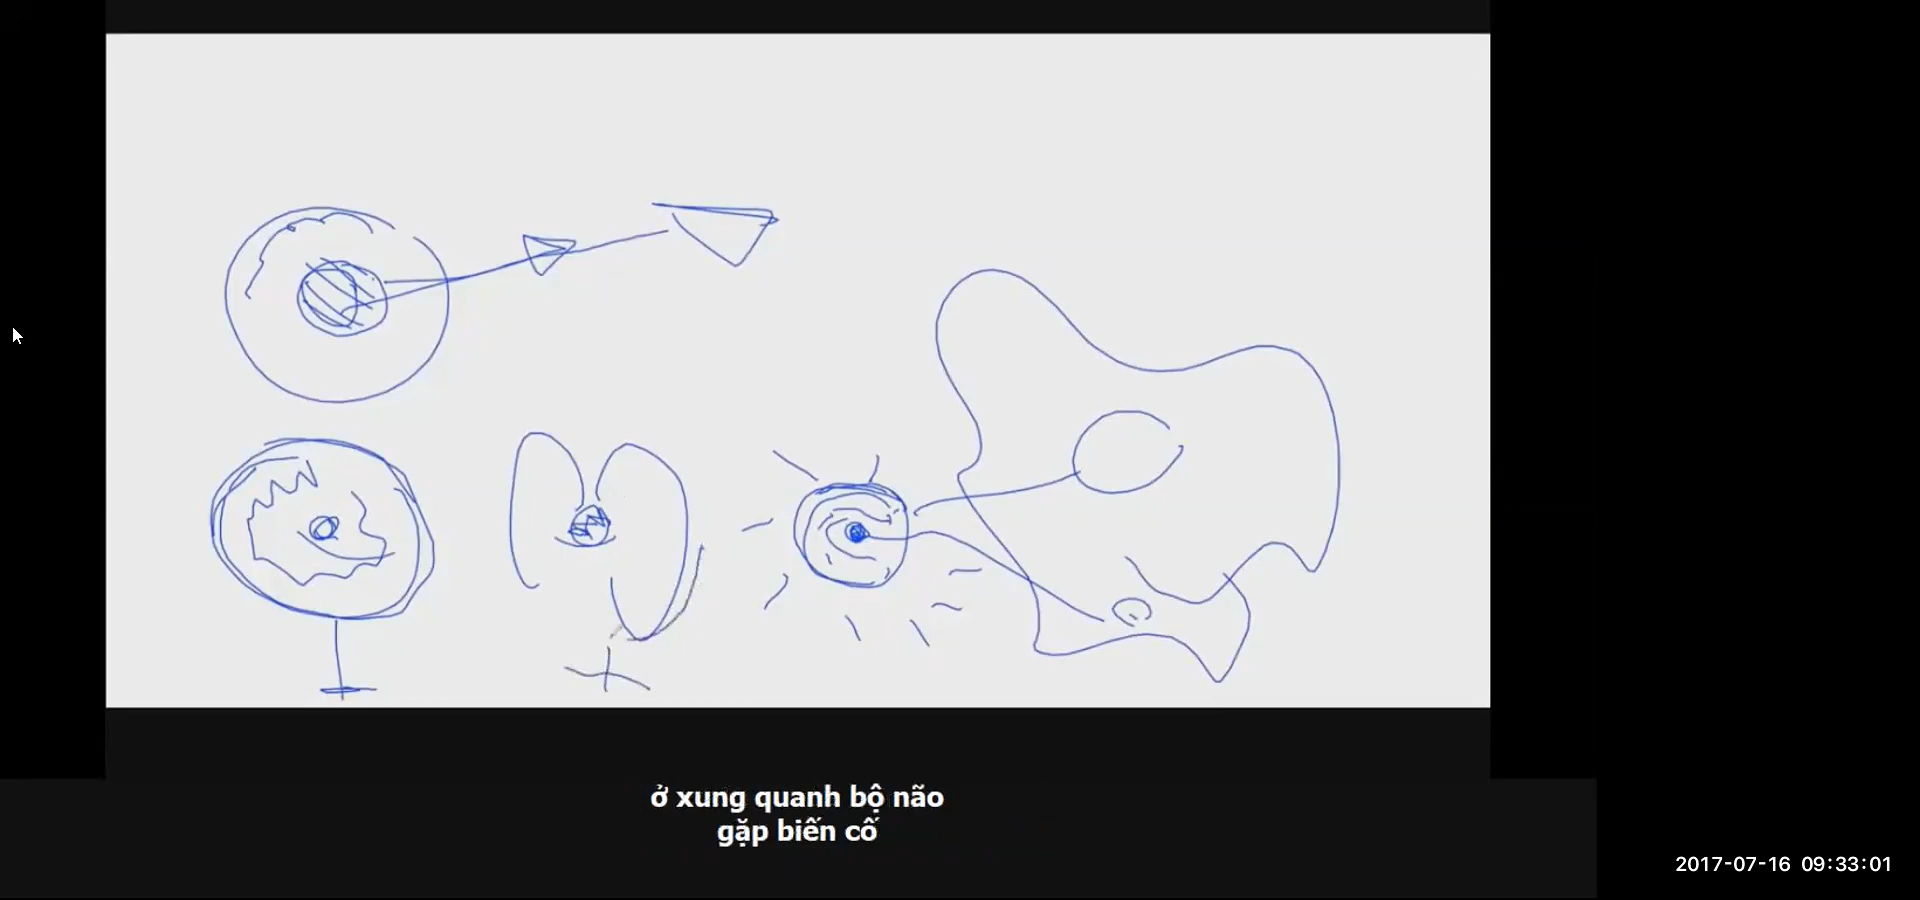 ở xung quanh bộ não
gặp biến cố
2017-07-16 09:33:01